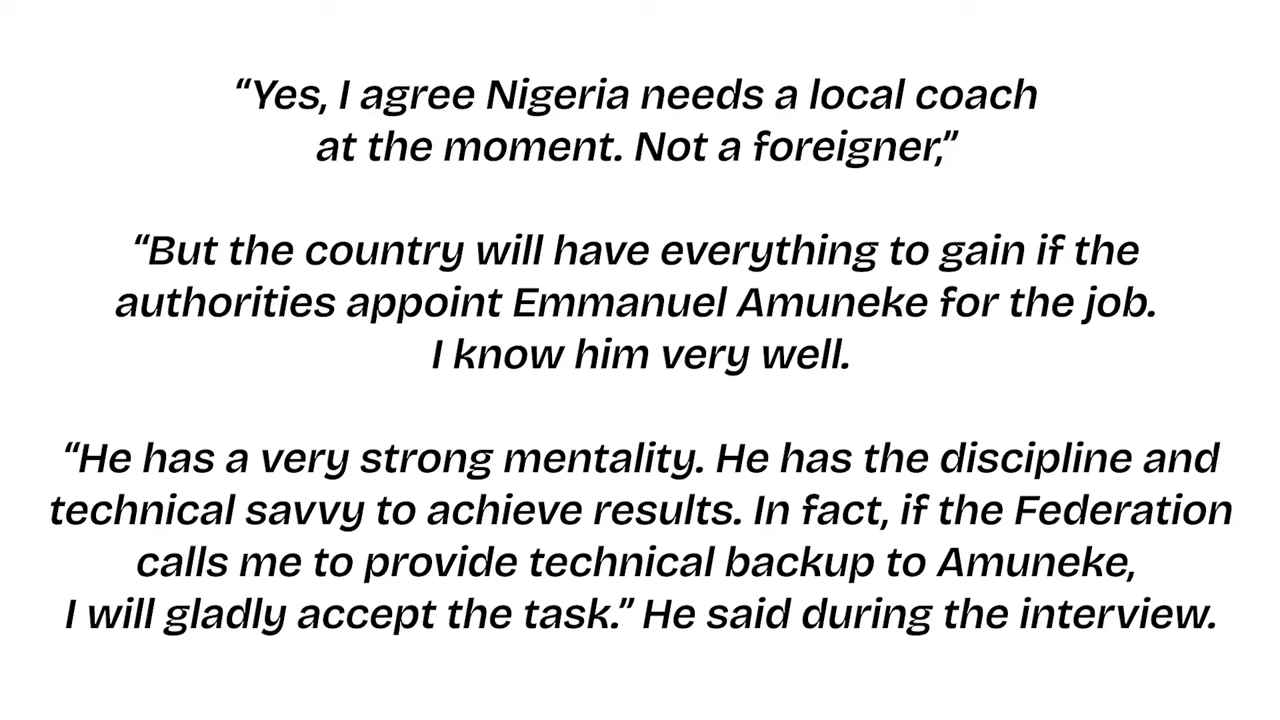 “Yes, I agree Nigeria needs a local coach
at the moment. Not a foreigner,”
“But the country will have everything to gain if the
authorities appoint Emmanuel Amuneke for the job.
I know him very well.
“He has a very strong mentality. He has the discipline and
technical savvy to achieve results. In fact, if the Federation
calls me to provide technical backup to Amuneke,
I will gladly accept the task.” He said during the interview.